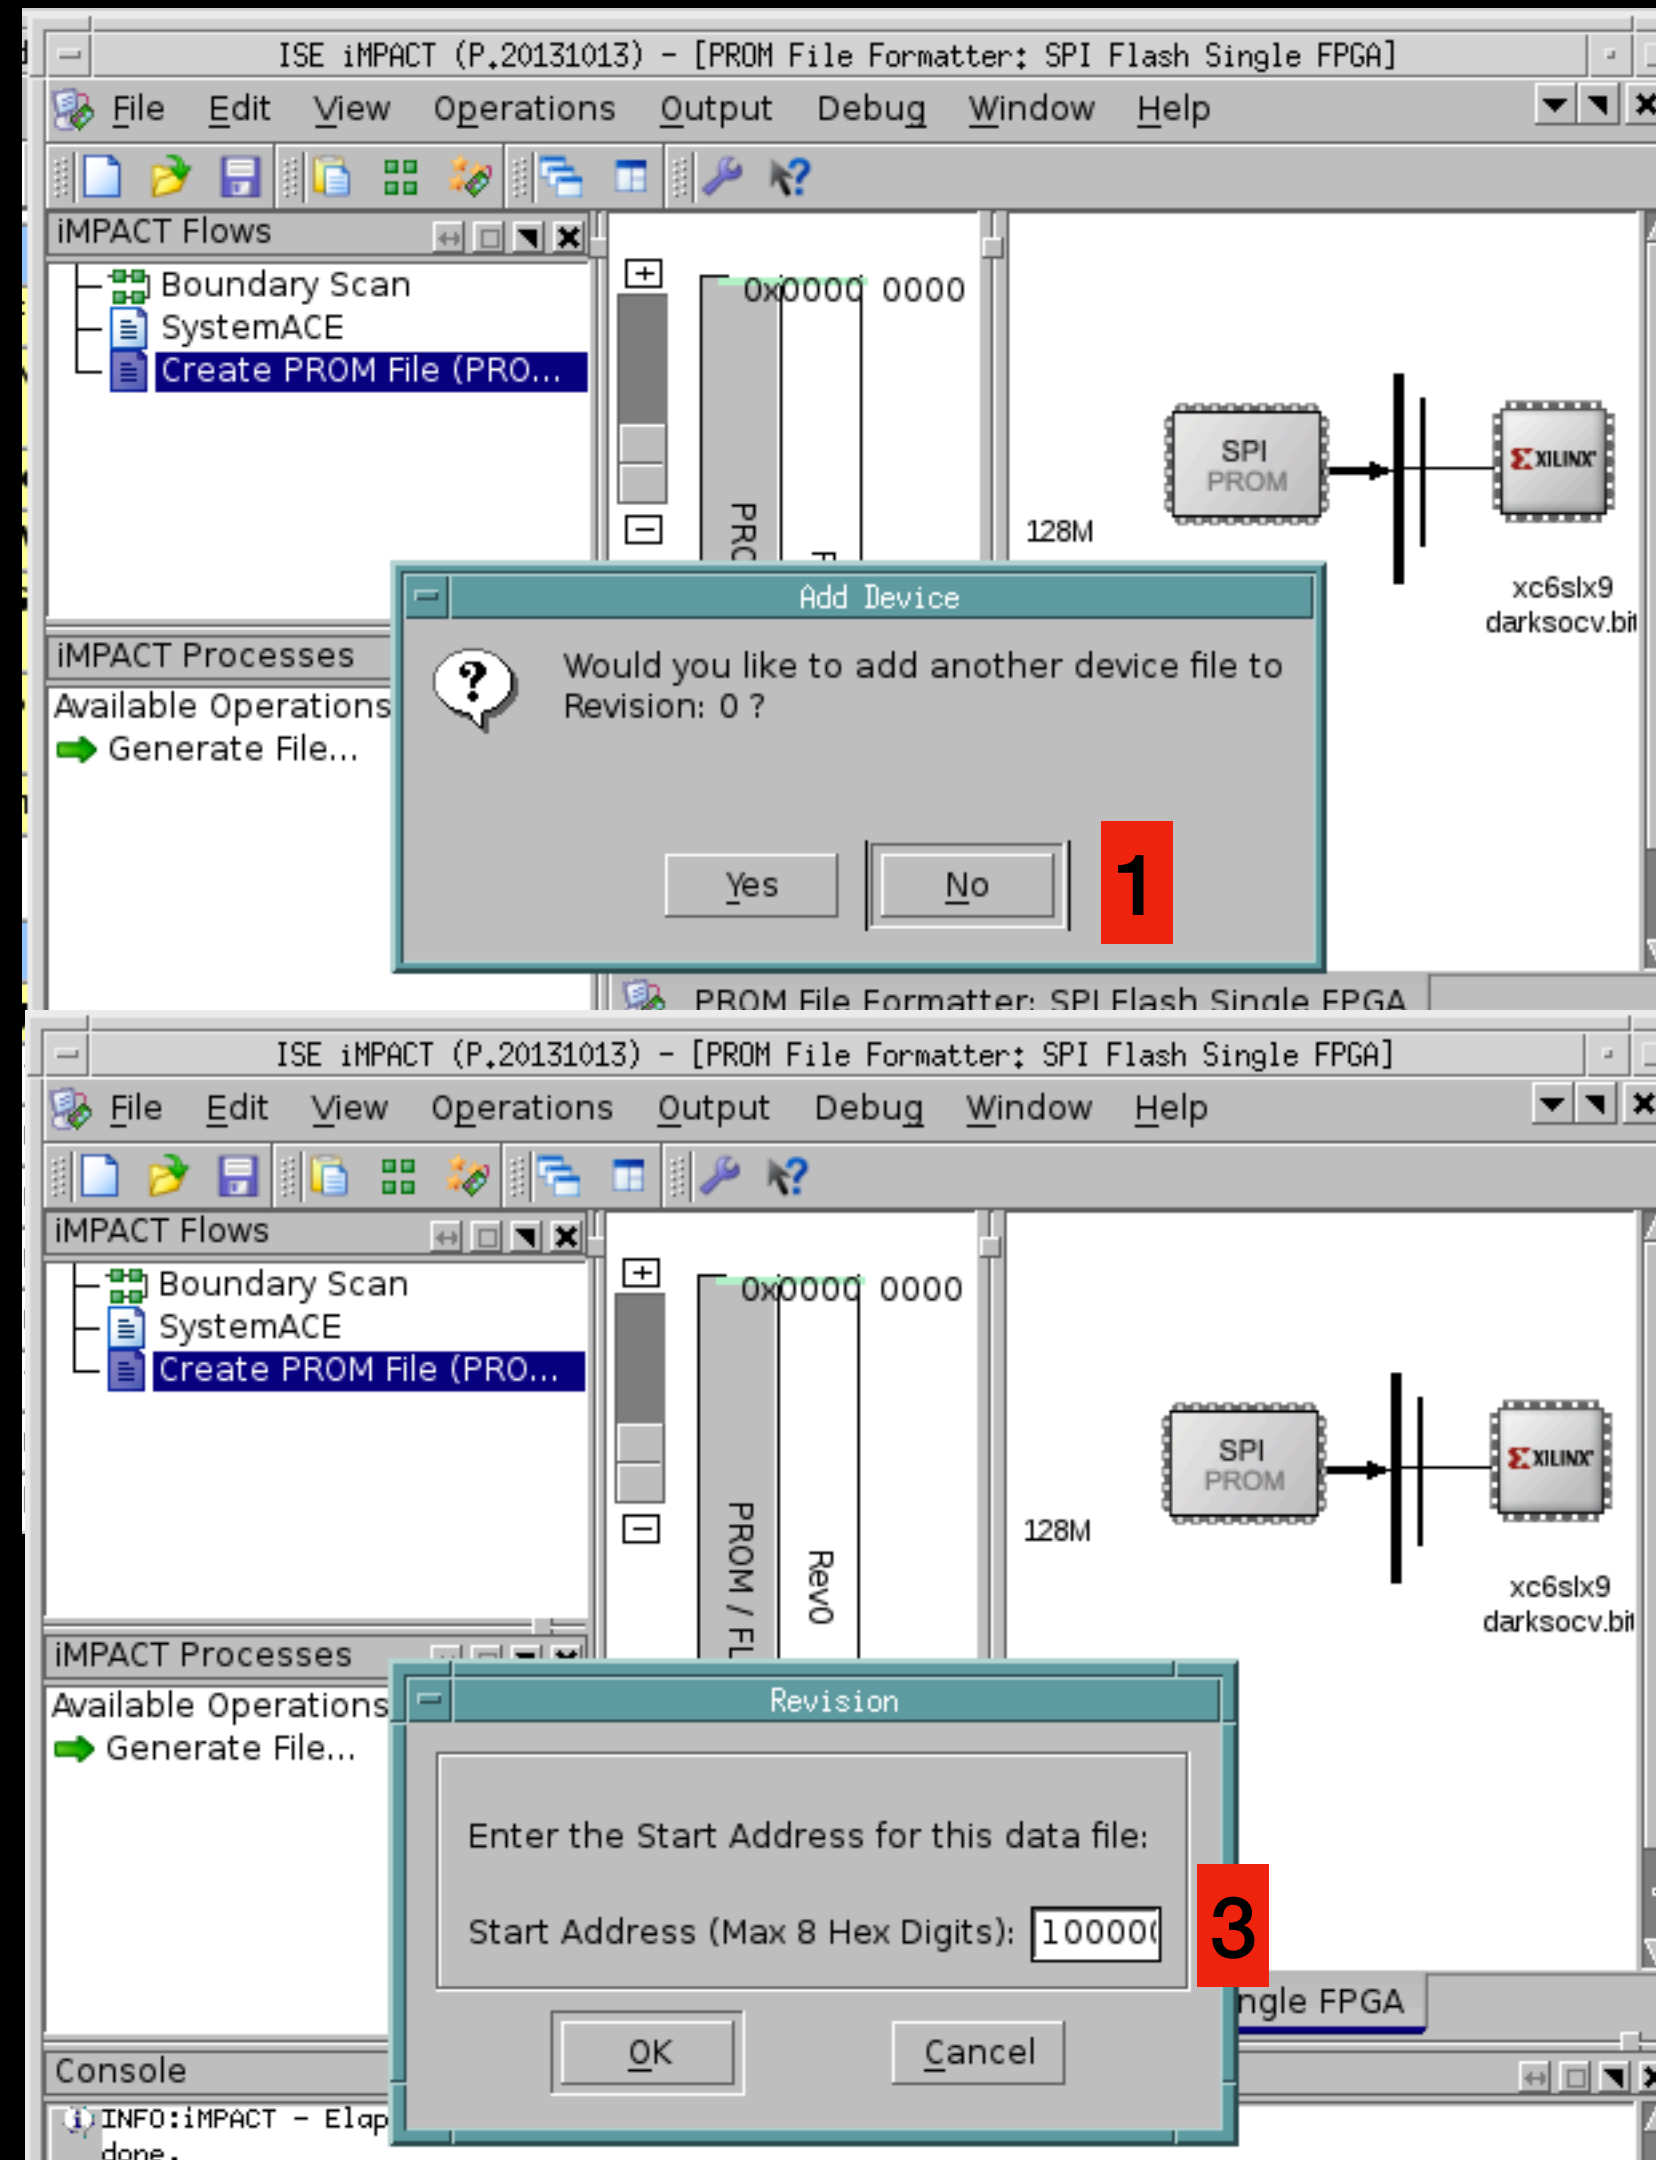 ISE iMPACT (P.20131013) - [PROM File Formatter: SPI Flash Single FPGA]
File Edit View Operations Output Debug Window Help
iMPACT Flows
Boundary Scan
SystemACE
Create PROM File (PRO...
0x0000 0000
SPI
PROM
XILINX
128M
xc6slx9
darksocv.bit
iMPACT Processes
Available Operations
Generate File...
Add Device
Would you like to add another device file to
Revision: 0 ?
Yes No
1
PROM File Formatter: SPI Flash Single FPGA
ISE iMPACT (P.20131013) - [PROM File Formatter: SPI Flash Single FPGA]
File Edit View Operations Output Debug Window Help
iMPACT Flows
Boundary Scan
SystemACE
Create PROM File (PRO...
0x0000 0000
PROM / FL
Rev0
SPI
PROM
XILINX
128M
xc6slx9
darksocv.bit
iMPACT Processes
Available Operations
Generate File...
Revision
Enter the Start Address for this data file:
Start Address (Max 8 Hex Digits): 10000
3
OK Cancel
ngle FPGA
Console
INFO:iMPACT - Elap
done.